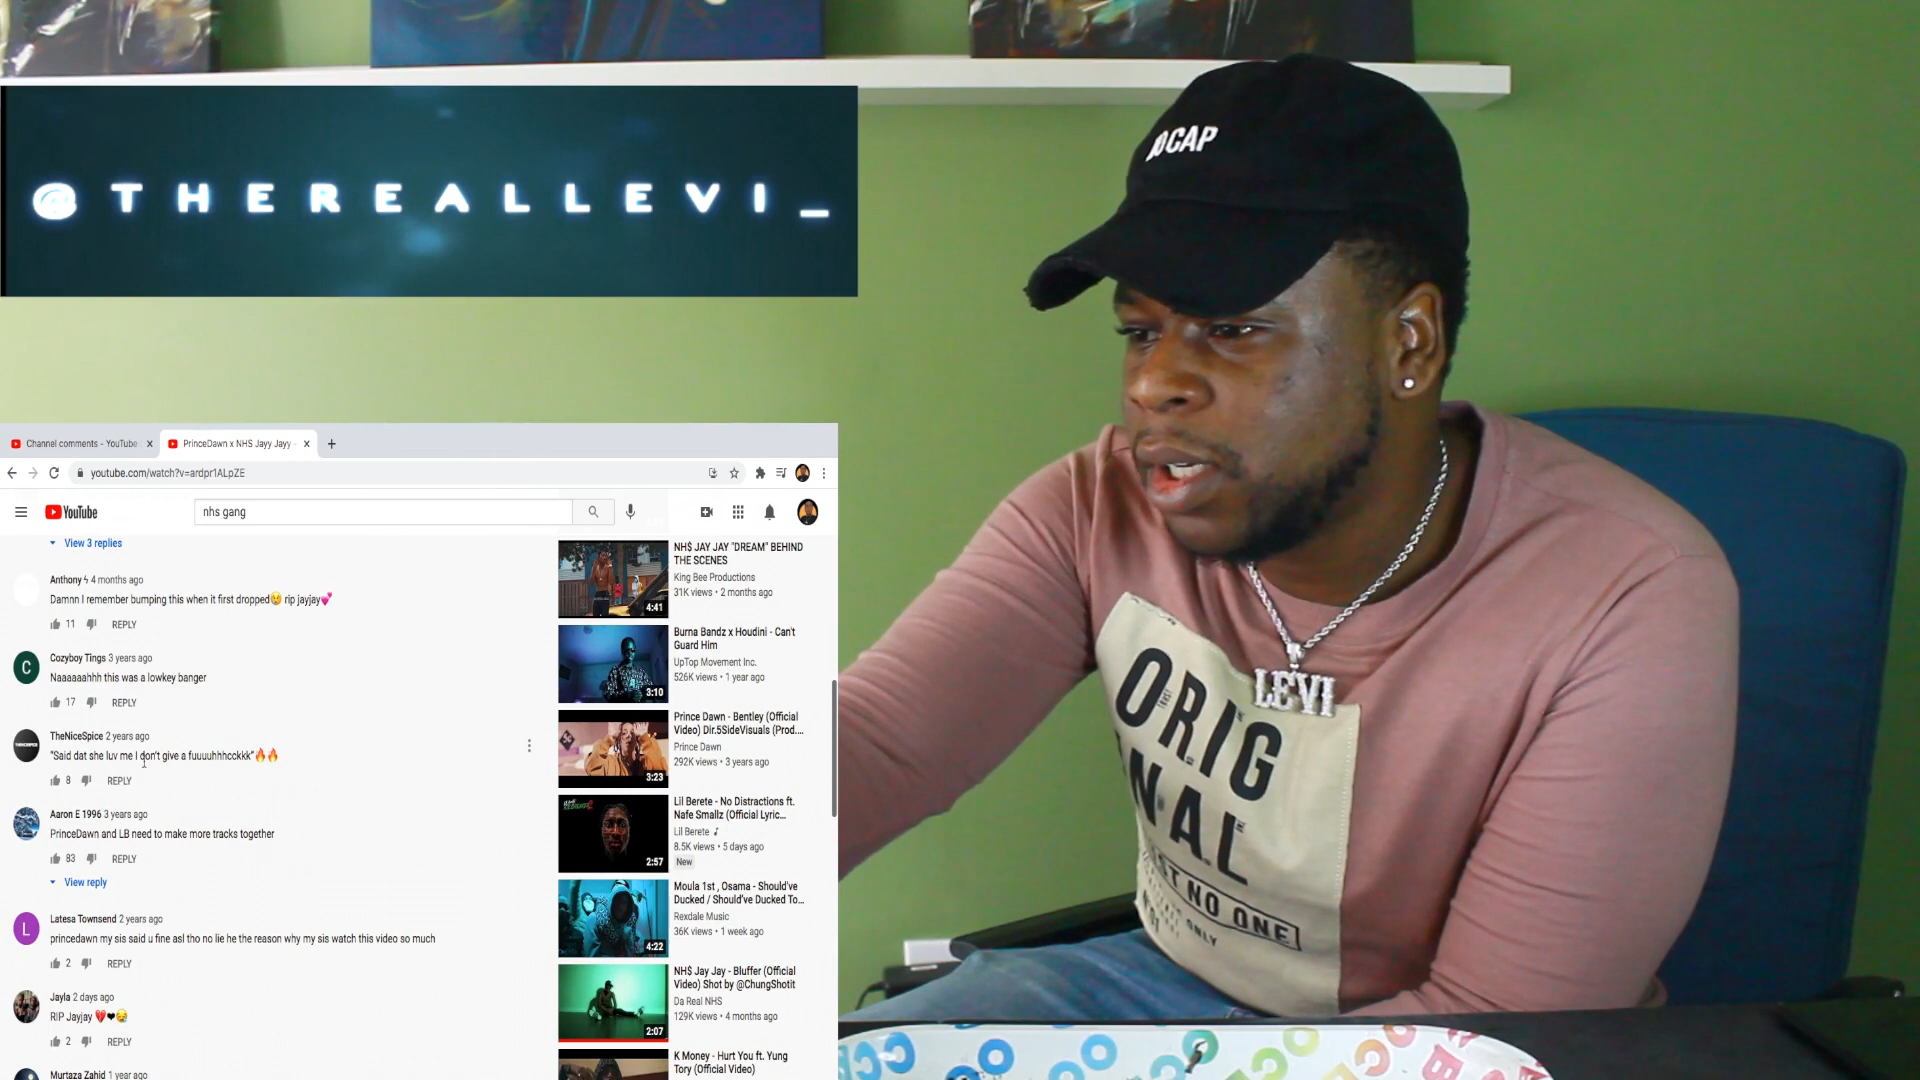 @THEREALLEVI_
Channel comments - YouTube
PrinceDawn x NHS Jayy Jayy
youtube.com/watch?v=ardpr1ALpZE
YouTube
nhs gang
View 3 replies
Anthony ϟ 4 months ago
Damnn I remember bumping this when it first dropped😢 rip jayjay💕
11 REPLY
Cozyboy Tings 3 years ago
Naaaaaahhh this was a lowkey banger
17 REPLY
TheNiceSpice 2 years ago
"Said dat she luv me I don't give a fuuuuhhhcckkk"🔥🔥
8 REPLY
Aaron E 1996 3 years ago
PrinceDawn and LB need to make more tracks together
83 REPLY
View reply
L
Latesa Townsend 2 years ago
princedawn my sis said u fine asl tho no lie he the reason why my sis watch this video so much
2 REPLY
Jayla 2 days ago
RIP Jayjay 💔❤😪
2 REPLY
Murtaza Zahid 1 year ago
C
NH$ JAY JAY "DREAM" BEHIND
THE SCENES
King Bee Productions
31K views • 2 months ago
4:41
Burna Bandz x Houdini - Can't
Guard Him
UpTop Movement Inc.
526K views • 1 year ago
3:10
Prince Dawn - Bentley (Official
Video) Dir.5SideVisuals (Prod....
Prince Dawn
292K views • 3 years ago
3:23
Lil Berete - No Distractions ft.
Nafe Smallz (Official Lyric...
Lil Berete ♪
8.5K views • 5 days ago
New
2:57
Moula 1st , Osama - Should've
Ducked / Should've Ducked To...
Rexdale Music
36K views • 1 week ago
4:22
NH$ Jay Jay - Bluffer (Official
Video) Shot by @ChungShotit
Da Real NHS
129K views • 4 months ago
2:07
K Money - Hurt You ft. Yung
Tory (Official Video)
CAP
LEVI
ORIG
NAL
NO ONE
ONLY